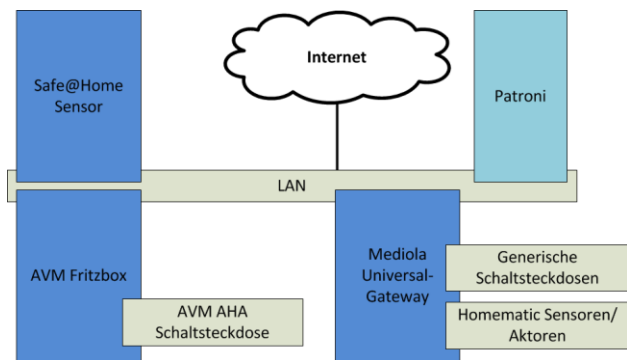 Safe@Home
Sensor
Internet
Patroni
LAN
AVM Fritzbox
AVM AHA
Schaltsteckdose
Mediola
Universal-
Gateway
Generische
Schaltsteckdosen
Homematic Sensoren/
Aktoren